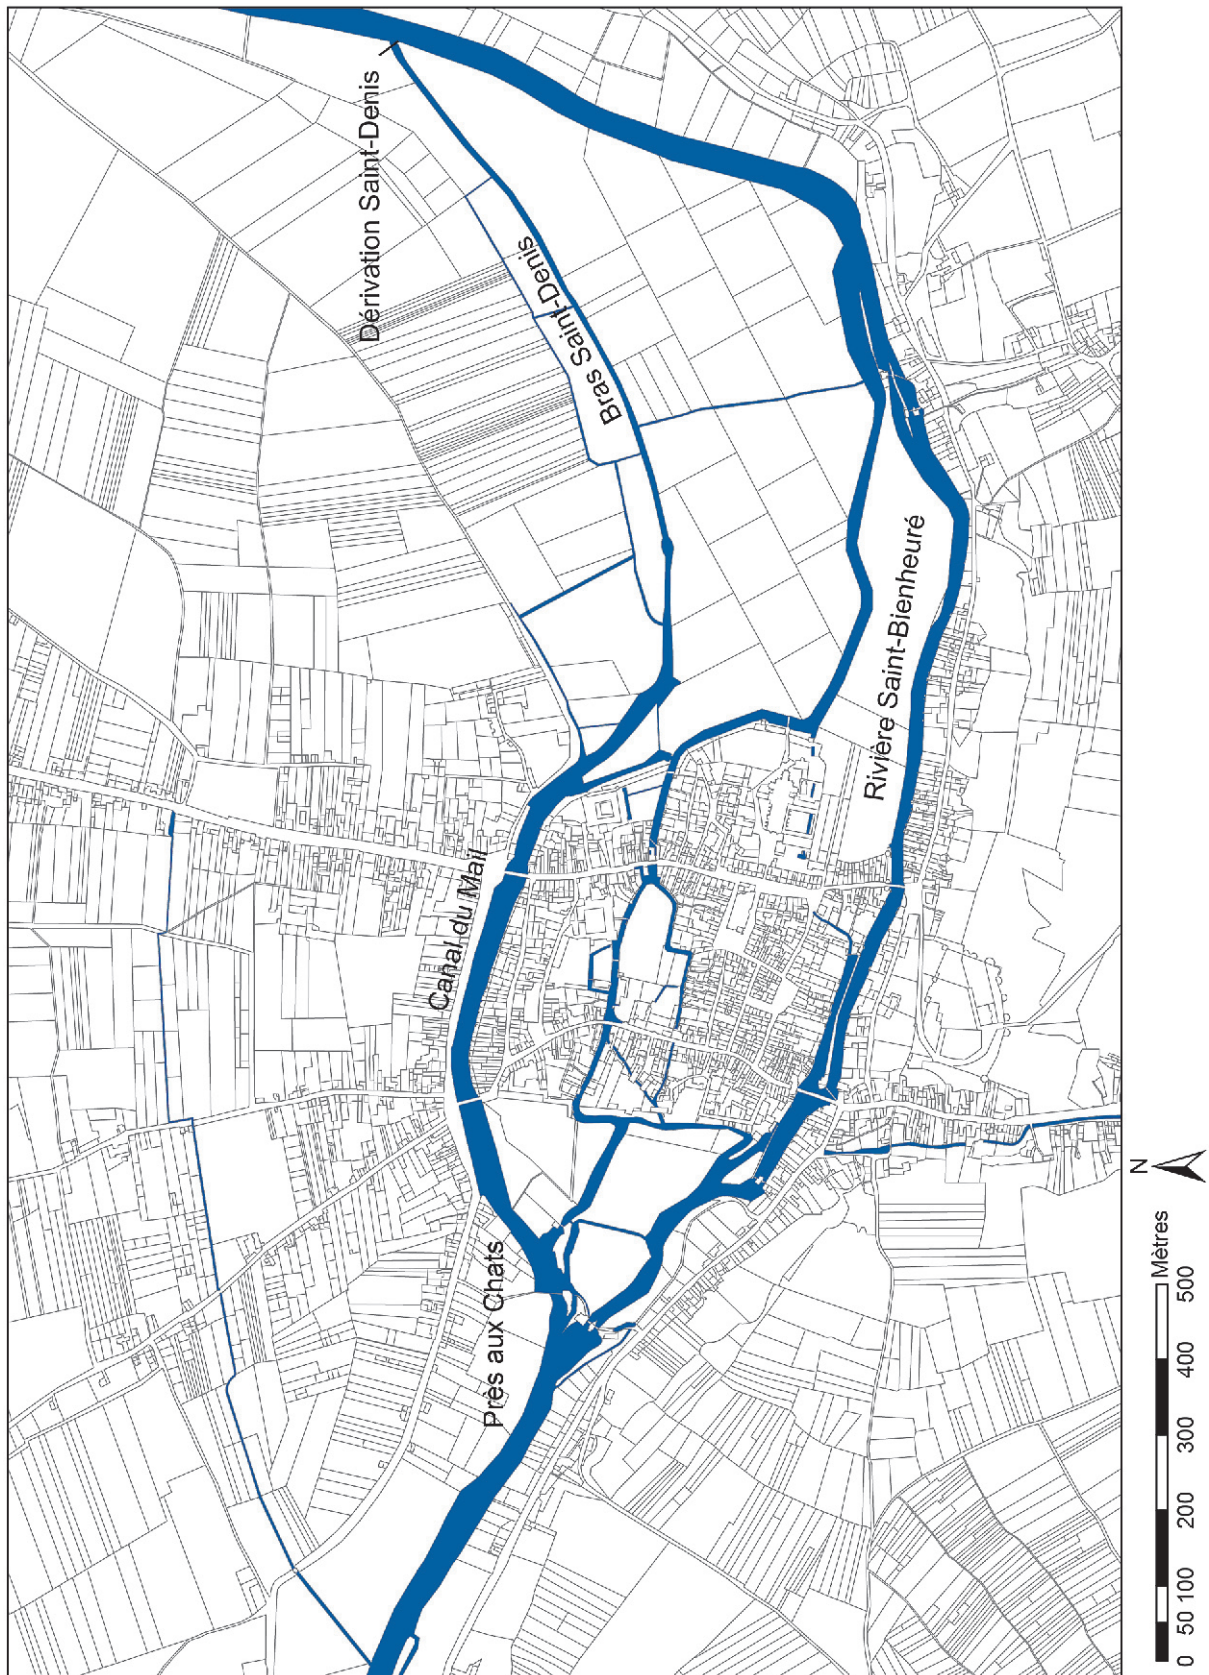 Dérivation Saint-Denis
Bras Saint-Denis
Canal du Mail
Rivière Saint-Bienheuré
Près aux Chats
N
0 50 100 200 300 400 500
Mètres